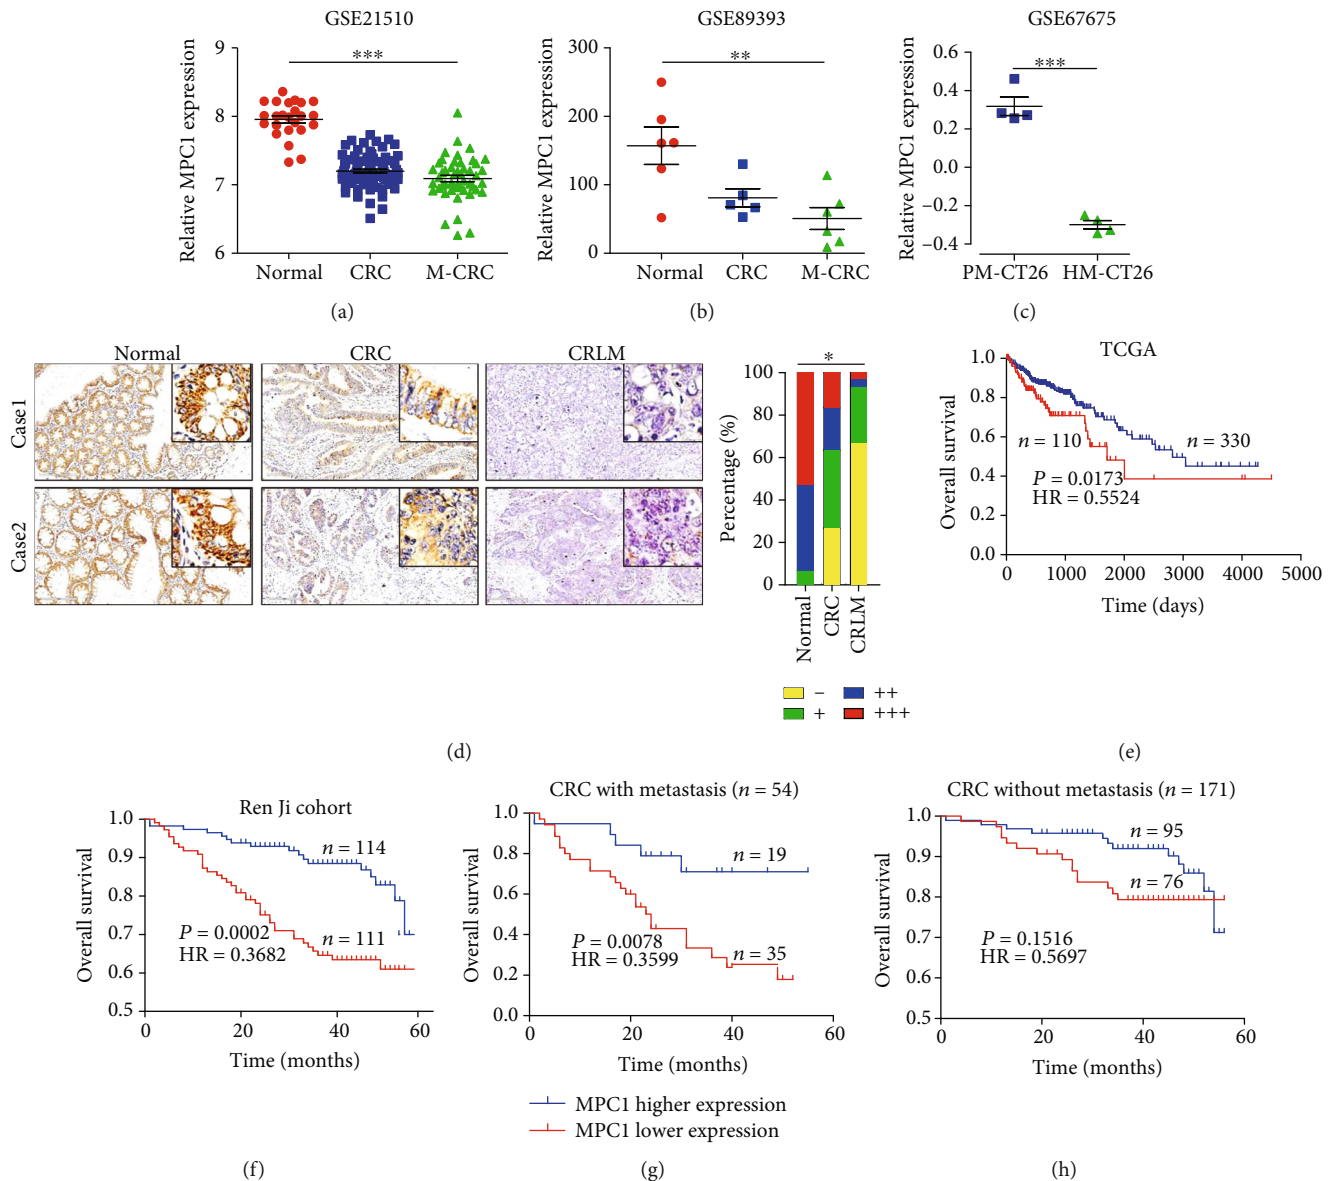 GSE21510
Relative MPC1 expression
9
8
7
6
***
Normal CRC M-CRC
(a)
GSE89393
Relative MPC1 expression
300
200
100
0
**
Normal CRC M-CRC
(b)
GSE67675
Relative MPC1 expression
0.6
0.4
0.2
0.0
−0.2
−0.4
***
PM-CT26 HM-CT26
(c)
Normal CRC CRLM
Case1
Case2
Percentage (%)
100
80
60
40
20
0
*
Normal
CRC
CRLM
− ++
+ +++
(d)
TCGA
Overall survival
1.0
0.8
0.6
0.4
0.2
0.0
n = 110 n = 330
P = 0.0173
HR = 0.5524
0 1000 2000 3000 4000 5000
Time (days)
(e)
Ren Ji cohort
Overall survival
1.0
0.9
0.8
0.7
0.6
0.5
n = 114
P = 0.0002
n = 111
HR = 0.3682
0 20 40 60
Time (months)
CRC with metastasis (n = 54)
Overall survival
1.0
0.8
0.6
0.4
0.2
0.0
n = 19
P = 0.0078
n = 35
HR = 0.3599
0 20 40 60
Time (months)
CRC without metastasis (n = 171)
Overall survival
1.0
0.9
0.8
0.7
0.6
0.5
n = 95
n = 76
P = 0.1516
HR = 0.5697
0 20 40 60
Time (months)
MPC1 higher expression
MPC1 lower expression
(f)
(g)
(h)